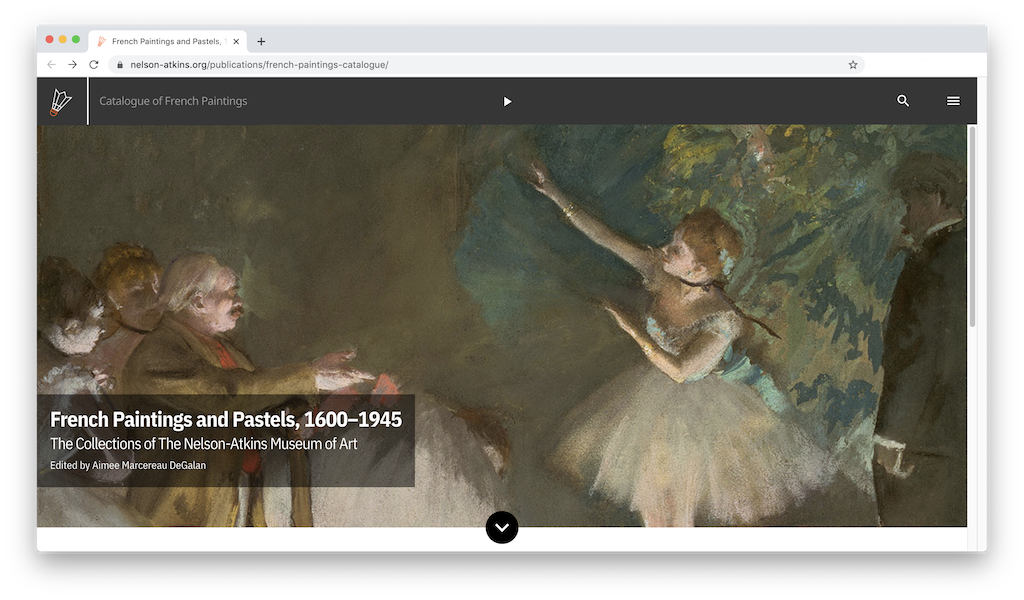 French Paintings and Pastels, 1
nelson-atkins.org/publications/french-paintings-catalogue/
Catalogue of French Paintings
French Paintings and Pastels, 1600–1945
The Collections of The Nelson-Atkins Museum of Art
Edited by Aimee Marcereau DeGalan